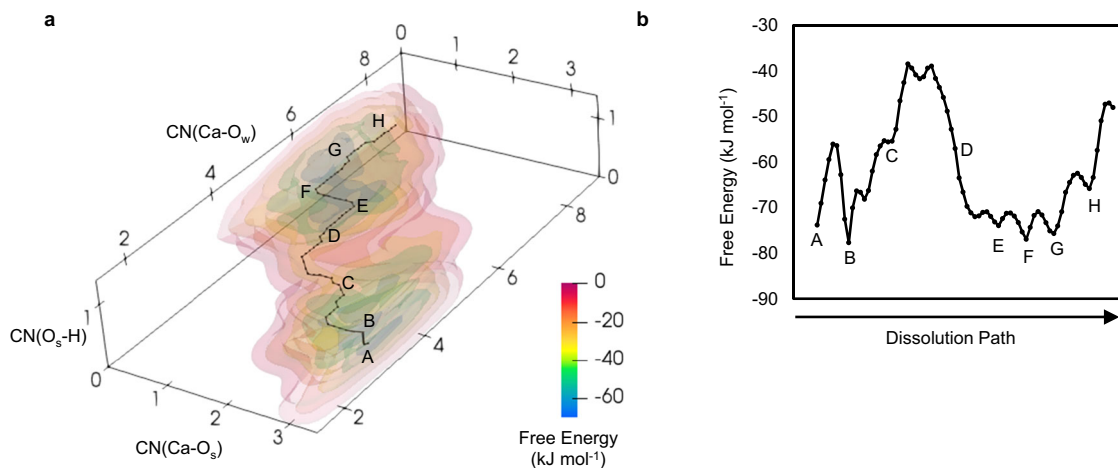 a
b
0
1
2
3
8
6
4
2
CN(Ca-Ow)
1
0
8
6
4
2
H
G
F
E
D
C
B
A
1
CN(Os-H)
0
1
2
3
CN(Ca-Os)
0
-20
-40
-60
Free Energy
(kJ mol-1)
-30
-40
-50
-60
-70
-80
-90
Free Energy (kJ mol-1)
A
B
C
D
E
F
G
H
Dissolution Path